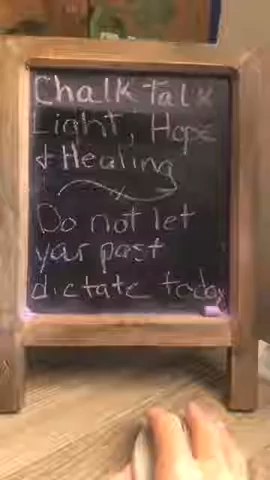 Chalk Talk
Light, Hope
& Healing
Do not let
your past
dictate today